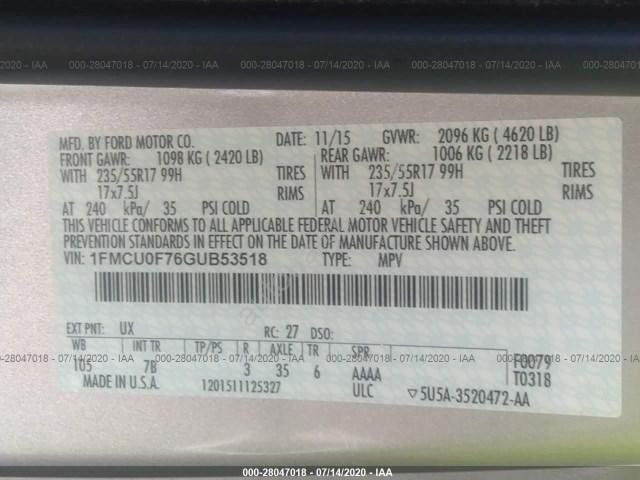 000-28047018 - 07/14/2020 - IAA 000-28047018 - 07/14/2020 - IAA 000-28047018 - 07/14/2020 - IAA
MFD. BY FORD MOTOR CO. DATE: 11/15 GVWR: 2096 KG ( 4620 LB)
FRONT GAWR: 1098 KG ( 2420 LB) REAR GAWR: 1006 KG ( 2218 LB)
WITH 235/55R17 99H TIRES WITH 235/55R17 99H TIRES
17x7.5J RIMS 17x7.5J RIMS
AT 240 kPa/ 35 PSI COLD AT 240 kPa/ 35 PSI COLD
THIS VEHICLE CONFORMS TO ALL APPLICABLE FEDERAL MOTOR VEHICLE SAFETY AND THEFT
PREVENTION STANDARDS IN EFFECT ON THE DATE OF MANUFACTURE SHOWN ABOVE.
VIN: 1FMCU0F76GUB53518 TYPE: MPV
EXT PNT: UX RC: 27 DSO:
WB INT TR TP/PS R AXLE TR SPR
105 7B 3 35 6 AAAA F0079
MADE IN U.S.A. 1201511125327 ULC ▽5U5A-3520472-AA T0318
000-28047018 - 07/14/2020 - IAA 000-28047018 - 07/14/2020 - IAA 000-28047018 - 07/14/2020 - IAA
000-28047018 - 07/14/2020 - IAA